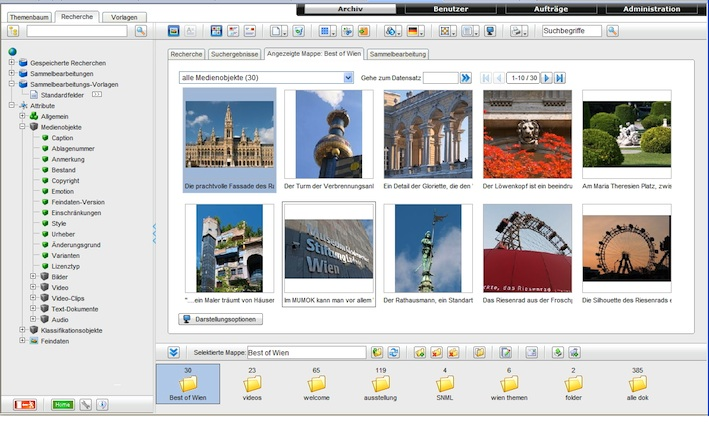 Archiv Benutzer Aufträge Administration
Themenbaum Recherche Vorlagen
Suchbegriffe
Gespeicherte Recherchen
Sammelbearbeitungen
Sammelbearbeitungs-Vorlagen
Standardfelder
Attribute
Allgemein
Medienobjekte
Caption
Ablagenummer
Anmerkung
Bestand
Copyright
Emotion
Feindaten-Version
Einschränkungen
Style
Urheber
Änderungsgrund
Varianten
Lizenztyp
Bilder
Video
Video-Clips
Text-Dokumente
Audio
Klassifikationsobjekte
Feindaten
Home
Recherche Suchergebnisse Angezeigte Mappe: Best of Wien Sammelbearbeitung
alle Medienobjekte (30) Gehe zum Datensatz 1-10 / 30
Die prachtvolle Fassade des Ra Der Turm der Verbrennungsanl Ein Detail der Gloriette, die den Der Löwenkopf ist ein beeindru Am Maria Theresien Platz, zwis
Museum
Stiftung
Wien
"...ein Maler träumt von Häuser Im MUMOK kann man vor allem Der Rathausmann, ein Standart Das Riesenrad aus der Froschp Die Silhouette des Riesenrads e
Darstellungsoptionen
Selektierte Mappe: Best of Wien
30 23 65 119 4 6 2 385
Best of Wien videos welcome ausstellung SNML wien themen folder alle dok